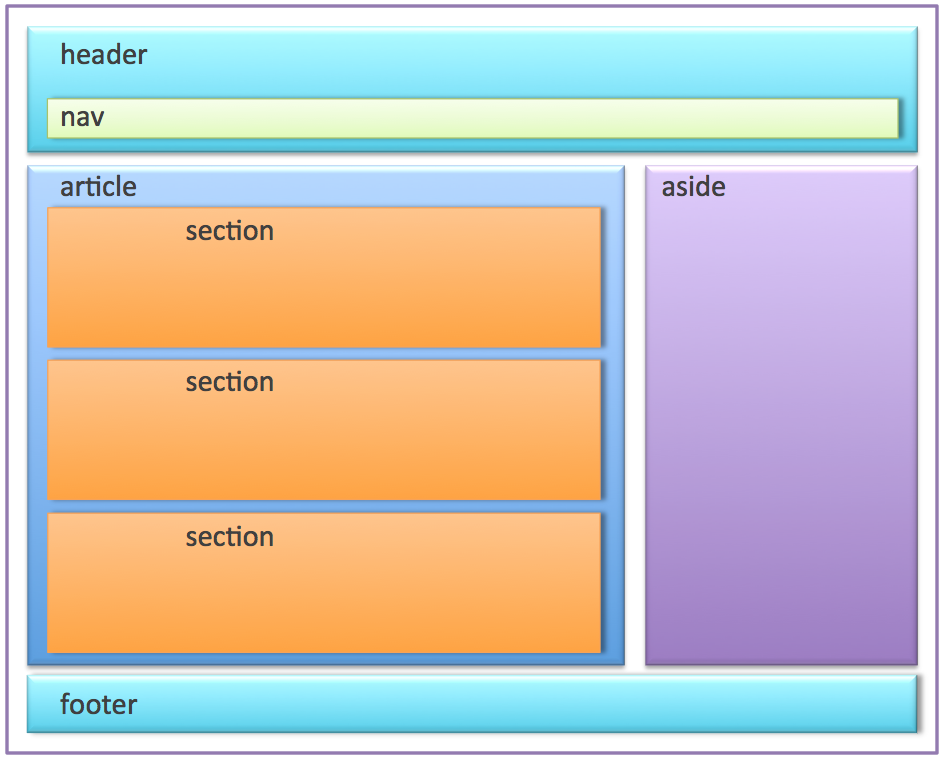 header
nav
article
section
section
section
aside
footer